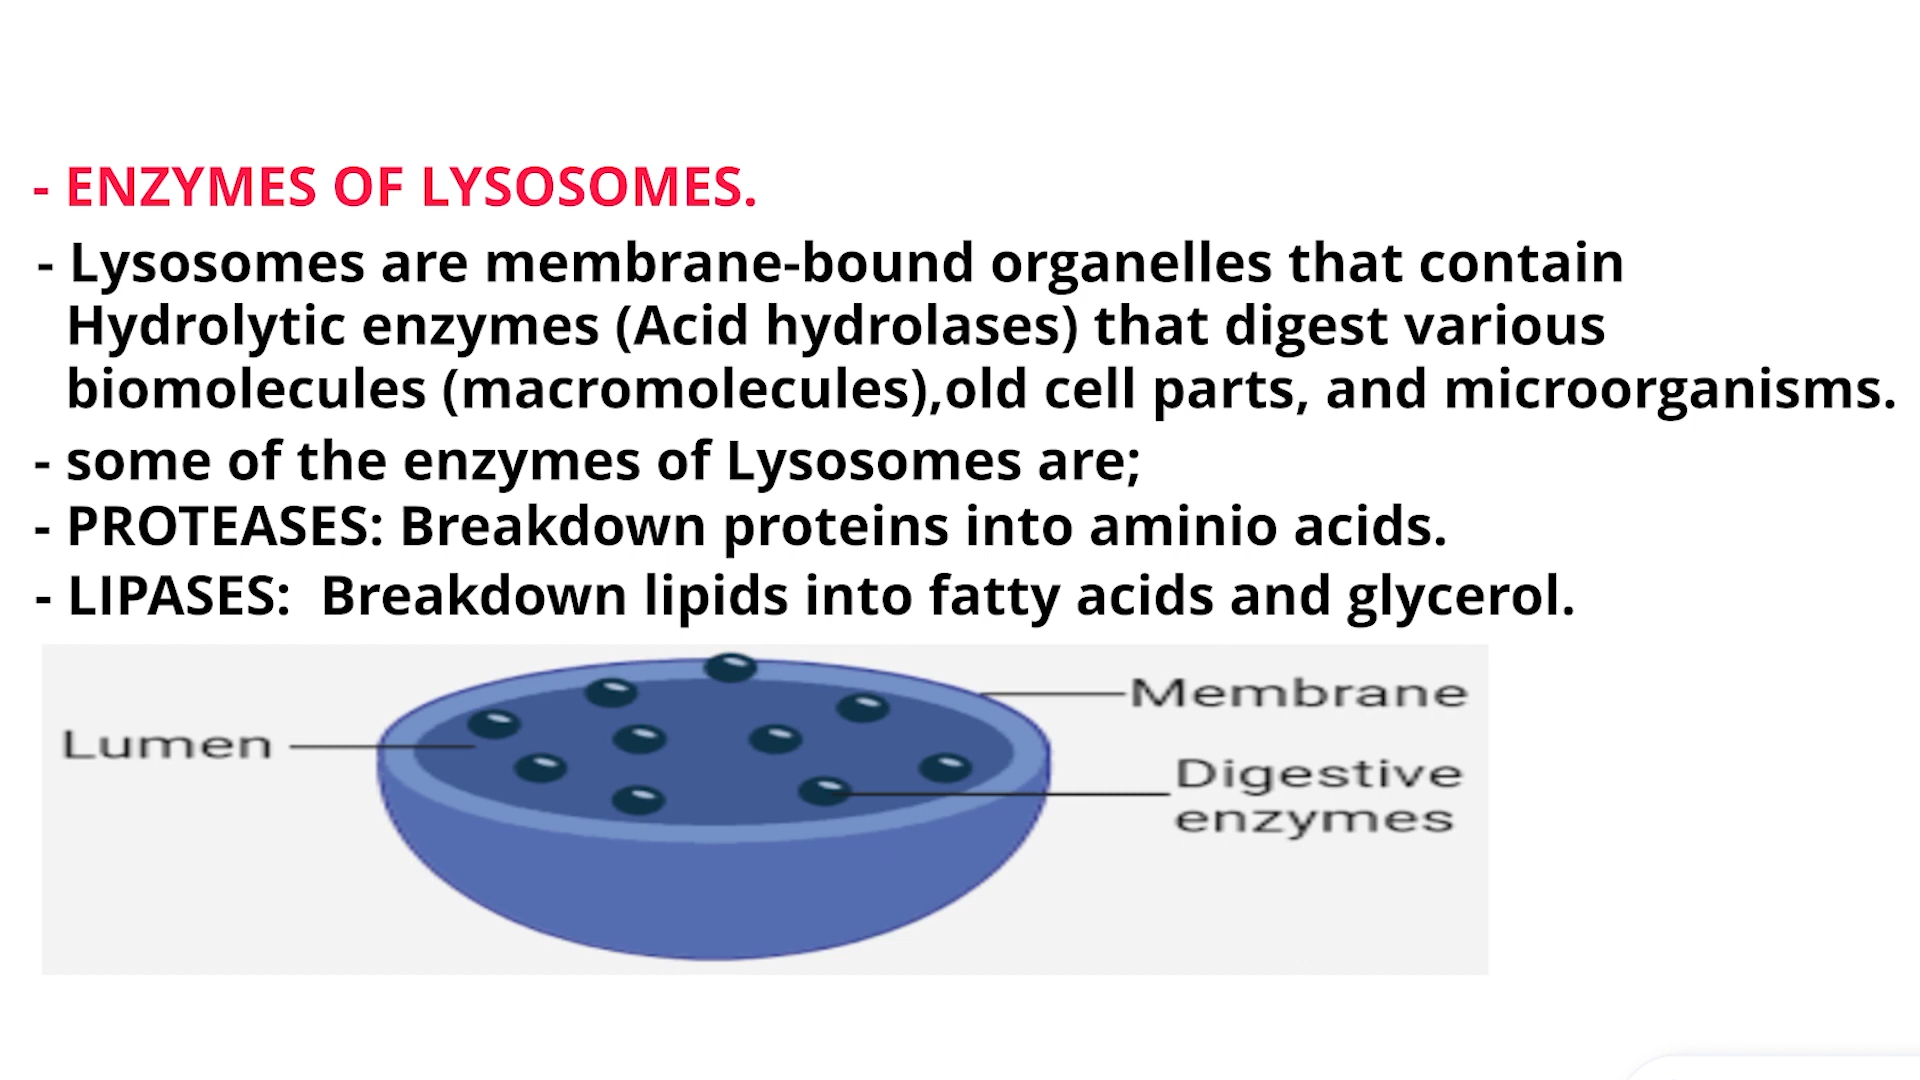 - ENZYMES OF LYSOSOMES.
- Lysosomes are membrane-bound organelles that contain
Hydrolytic enzymes (Acid hydrolases) that digest various
biomolecules (macromolecules),old cell parts, and microorganisms.
- some of the enzymes of Lysosomes are;
- PROTEASES: Breakdown proteins into aminio acids.
- LIPASES:  Breakdown lipids into fatty acids and glycerol.
Membrane
Lumen
Digestive
enzymes